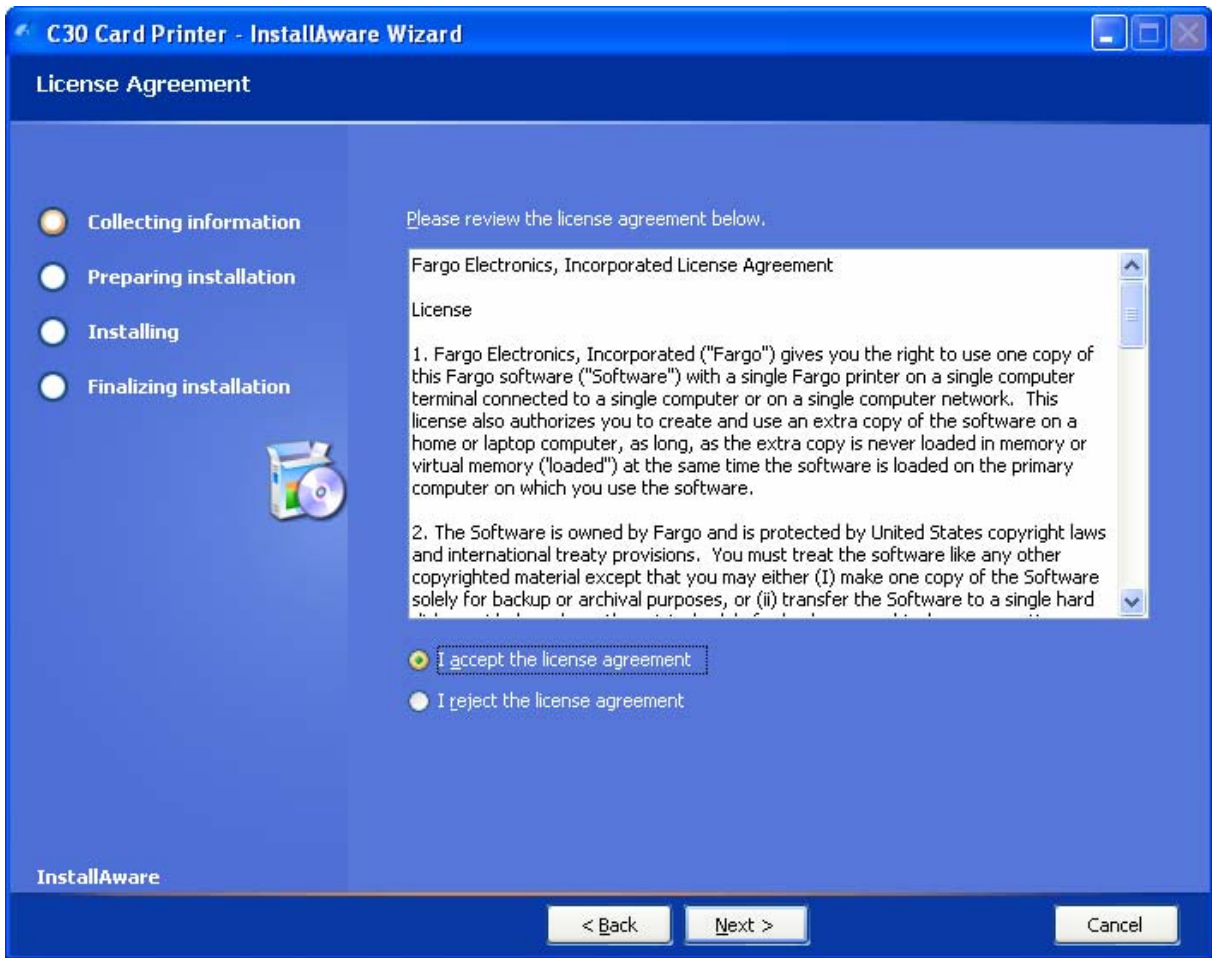 C30 Card Printer - InstallAware Wizard
License Agreement
Collecting information
Preparing installation
Installing
Finalizing installation
Please review the license agreement below.
Fargo Electronics, Incorporated License Agreement
License
1. Fargo Electronics, Incorporated ("Fargo") gives you the right to use one copy of
this Fargo software ("Software") with a single Fargo printer on a single computer
terminal connected to a single computer or on a single computer network.  This
license also authorizes you to create and use an extra copy of the software on a
home or laptop computer, as long, as the extra copy is never loaded in memory or
virtual memory ('loaded") at the same time the software is loaded on the primary
computer on which you use the software.
2. The Software is owned by Fargo and is protected by United States copyright laws
and international treaty provisions.  You must treat the software like any other
copyrighted material except that you may either (I) make one copy of the Software
solely for backup or archival purposes, or (ii) transfer the Software to a single hard
I accept the license agreement
I reject the license agreement
InstallAware
< Back
Next >
Cancel